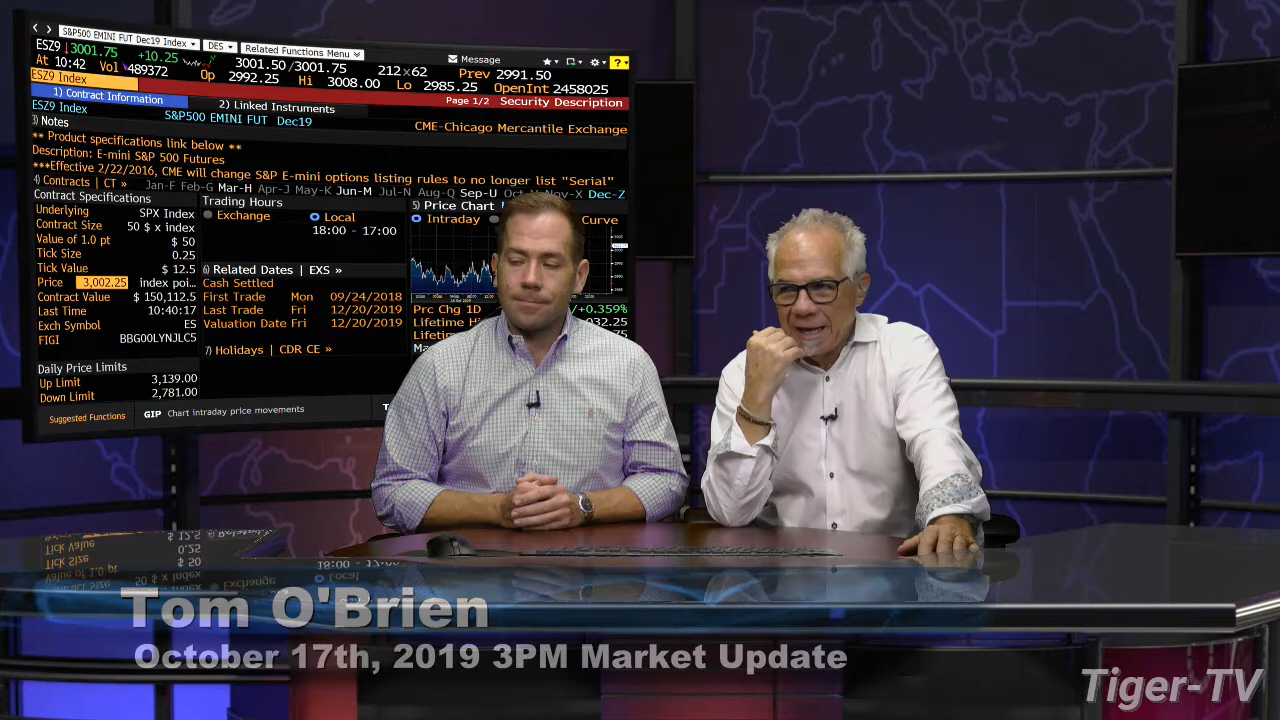 S&P500 EMINI FUT Dec19 Index DES Related Functions Menu
ESZ9 3001.75 +10.25 3001.50/3001.75 212x62 Prev 2991.50
Message
At 10:42 Vol 489372 Op 2992.25 Hi 3008.00 Lo 2985.25 OpenInt 2458025
ESZ9 Index Page 1/2 Security Description
1) Contract Information 2) Linked Instruments
ESZ9 Index S&P500 EMINI FUT Dec19 CME-Chicago Mercantile Exchange
3) Notes
** Product specifications link below **
Description: E-mini S&P 500 Futures
***Effective 2/22/2016, CME will change S&P E-mini options listing rules to no longer list "Serial"
4) Contracts | CT » Jan-F Feb-G Mar-H Apr-J May-K Jun-M Jul-N Aug-Q Sep-U Nov-X Dec-Z
Contract Specifications Trading Hours 5) Price Chart
Underlying SPX Index Exchange Local Intraday Curve
Contract Size 50 $ x index 18:00 - 17:00
Value of 1.0 pt $ 50
Tick Size 0.25
Tick Value $ 12.5 6) Related Dates | EXS »
Price 3,002.25 index poi... Cash Settled
Contract Value $ 150,112.5 First Trade Mon 09/24/2018
Last Time 10:40:17 Last Trade Fri 12/20/2019 Prc Chg 1D /+0.359%
Exch Symbol ES Valuation Date Fri 12/20/2019 Lifetime 032.25
FIGI BBG00LYNJLC5 Lifetime
7) Holidays | CDR CE »
Daily Price Limits
Up Limit 3,139.00
Down Limit 2,781.00
Suggested Functions GIP Chart intraday price movements
Tom O'Brien
October 17th, 2019 3PM Market Update
Tiger-TV